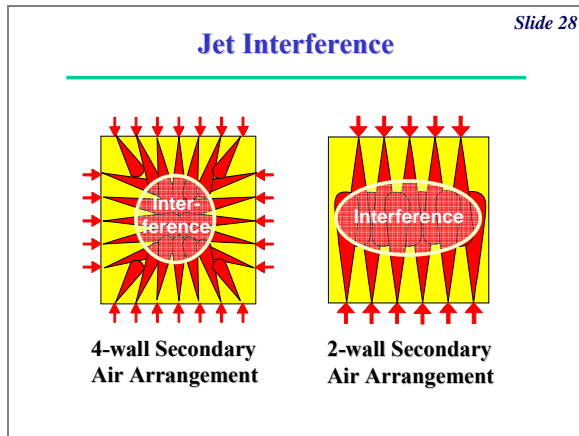 Slide 28
Jet Interference
Inter-
ference
Interference
4-wall Secondary
Air Arrangement
2-wall Secondary
Air Arrangement